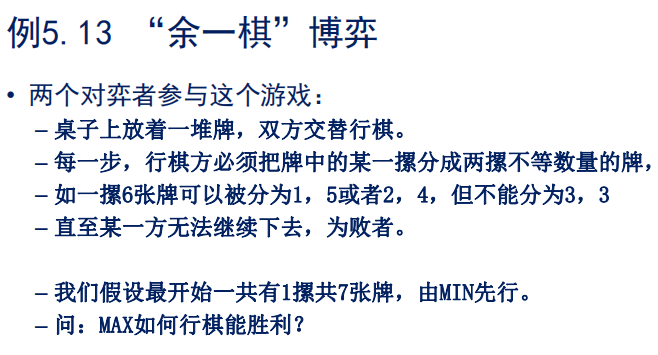 例5.13 “余一棋”博弈
• 两个对弈者参与这个游戏：
– 桌子上放着一堆牌，双方交替行棋。
– 每一步，行棋方必须把牌中的某一摞分成两摞不等数量的牌，
– 如一摞6张牌可以被分为1，5或者2，4，但不能分为3，3
– 直至某一方无法继续下去，为败者。
– 我们假设最开始一共有1摞共7张牌，由MIN先行。
– 问：MAX如何行棋能胜利？